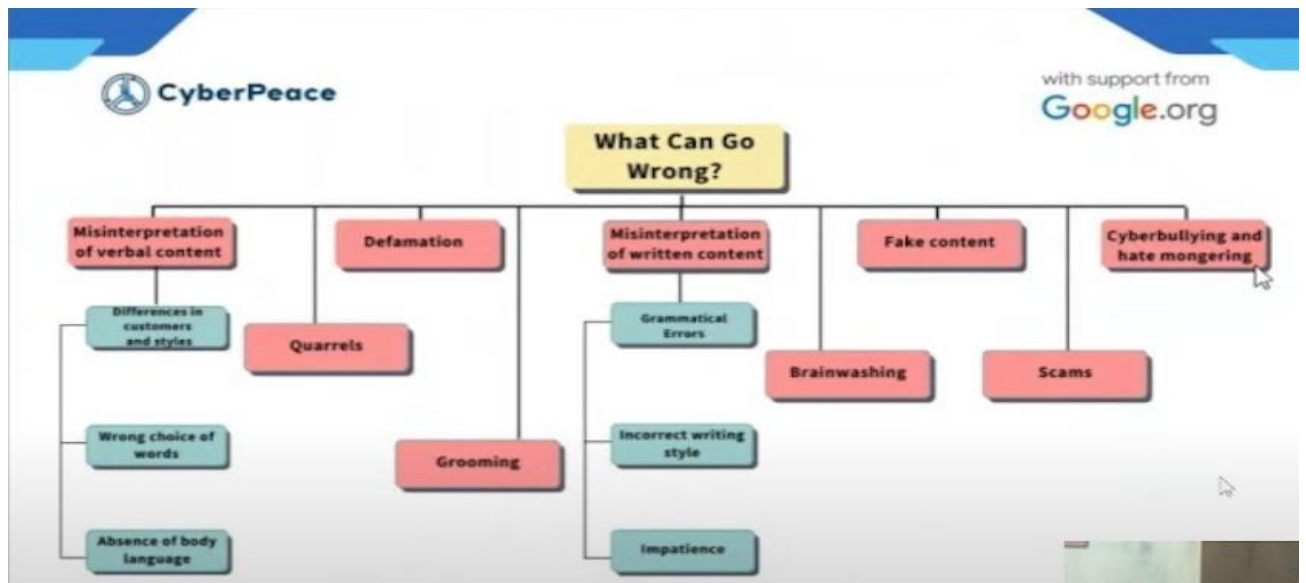 CyberPeace
with support from
Google.org
What Can Go
Wrong?
Misinterpretation
of verbal content
Defamation
Misinterpretation
of written content
Fake content
Cyberbullying and
hate mongering
Differences in
customers
and styles
Quarrels
Grammatical
Errors
Brainwashing
Scams
Wrong choice of
words
Grooming
Incorrect writing
style
Absence of body
language
Impatience